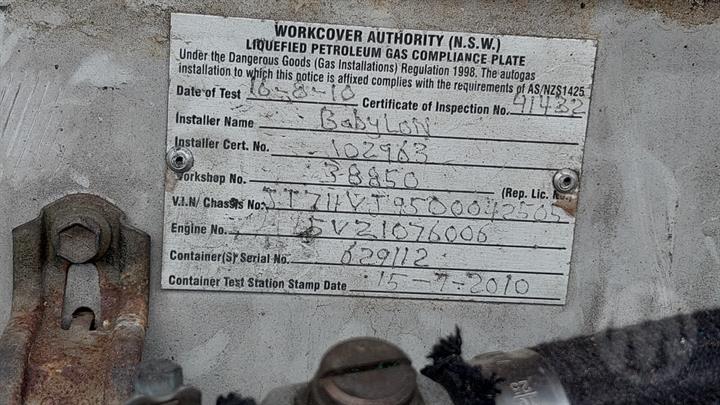 WORKCOVER AUTHORITY (N.S.W.)
LIQUEFIED PETROLEUM GAS COMPLIANCE PLATE
Under the Dangerous Goods (Gas Installations) Regulation 1998. The autogas
installation to which this notice is affixed complies with the requirements of AS/NZS1425
Date of Test 16-8-10 Certificate of Inspection No. 41432
Installer Name BabyLON
Installer Cert. No. 102963
Workshop No. 38850 (Rep. Lic. No.)
V.I.N/ Chassis No: JT711VJ9500042505
Engine No. 5VZ1076006
Container(S) Serial No. 629112
Container Test Station Stamp Date 15-7-2010